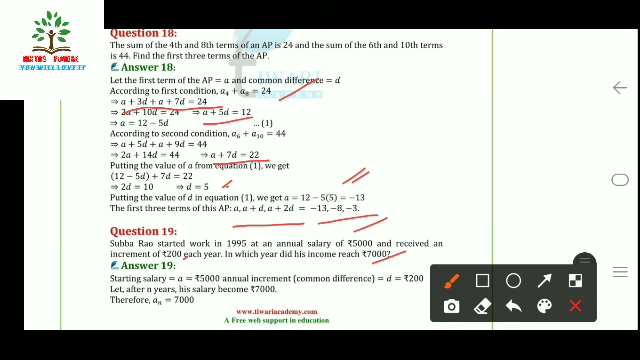 Question 18:
The sum of the 4th and 8th terms of an AP is 24 and the sum of the 6th and 10th terms
is 44. Find the first three terms of the AP.
Answer 18:
Let the first term of the AP = a and common difference = d
According to first condition, a₄ + a₈ = 24
⇒ a + 3d + a + 7d = 24
⇒ 2a + 10d = 24 ⇒ a + 5d = 12
⇒ a = 12 − 5d ... (1)
According to second condition, a₆ + a₁₀ = 44
⇒ a + 5d + a + 9d = 44
⇒ 2a + 14d = 44 ⇒ a + 7d = 22
Putting the value of a from equation (1), we get
(12 − 5d) + 7d = 22
⇒ 2d = 10 ⇒ d = 5
Putting the value of d in equation (1), we get a = 12 − 5(5) = −13
The first three terms of this AP: a, a + d, a + 2d = −13, −8, −3.
Question 19:
Subba Rao started work in 1995 at an annual salary of ₹5000 and received an
increment of ₹200 each year. In which year did his income reach ₹7000?
Answer 19:
Starting salary = a = ₹5000 annual increment (common difference) = d = ₹200
Let, after n years, his salary become ₹7000.
Therefore, aₙ = 7000
www.tiwariacademy.com
A Free web support in education